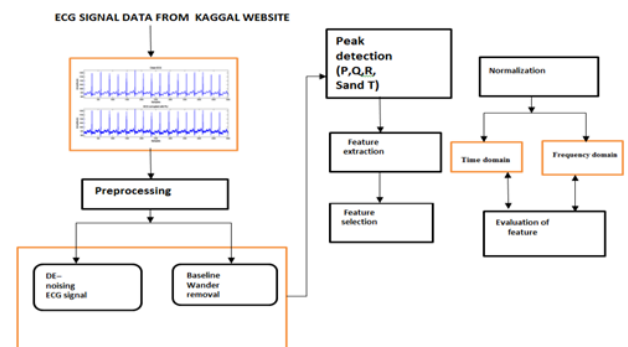 ECG SIGNAL DATA FROM KAGGAL WEBSITE
Preprocessing
DE–
noising
ECG signal
Baseline
Wander
removal
Peak
detection
(P,Q,R,
Sand T)
Feature
extraction
Feature
selection
Normalization
Time domain
Frequency domain
Evaluation of
feature